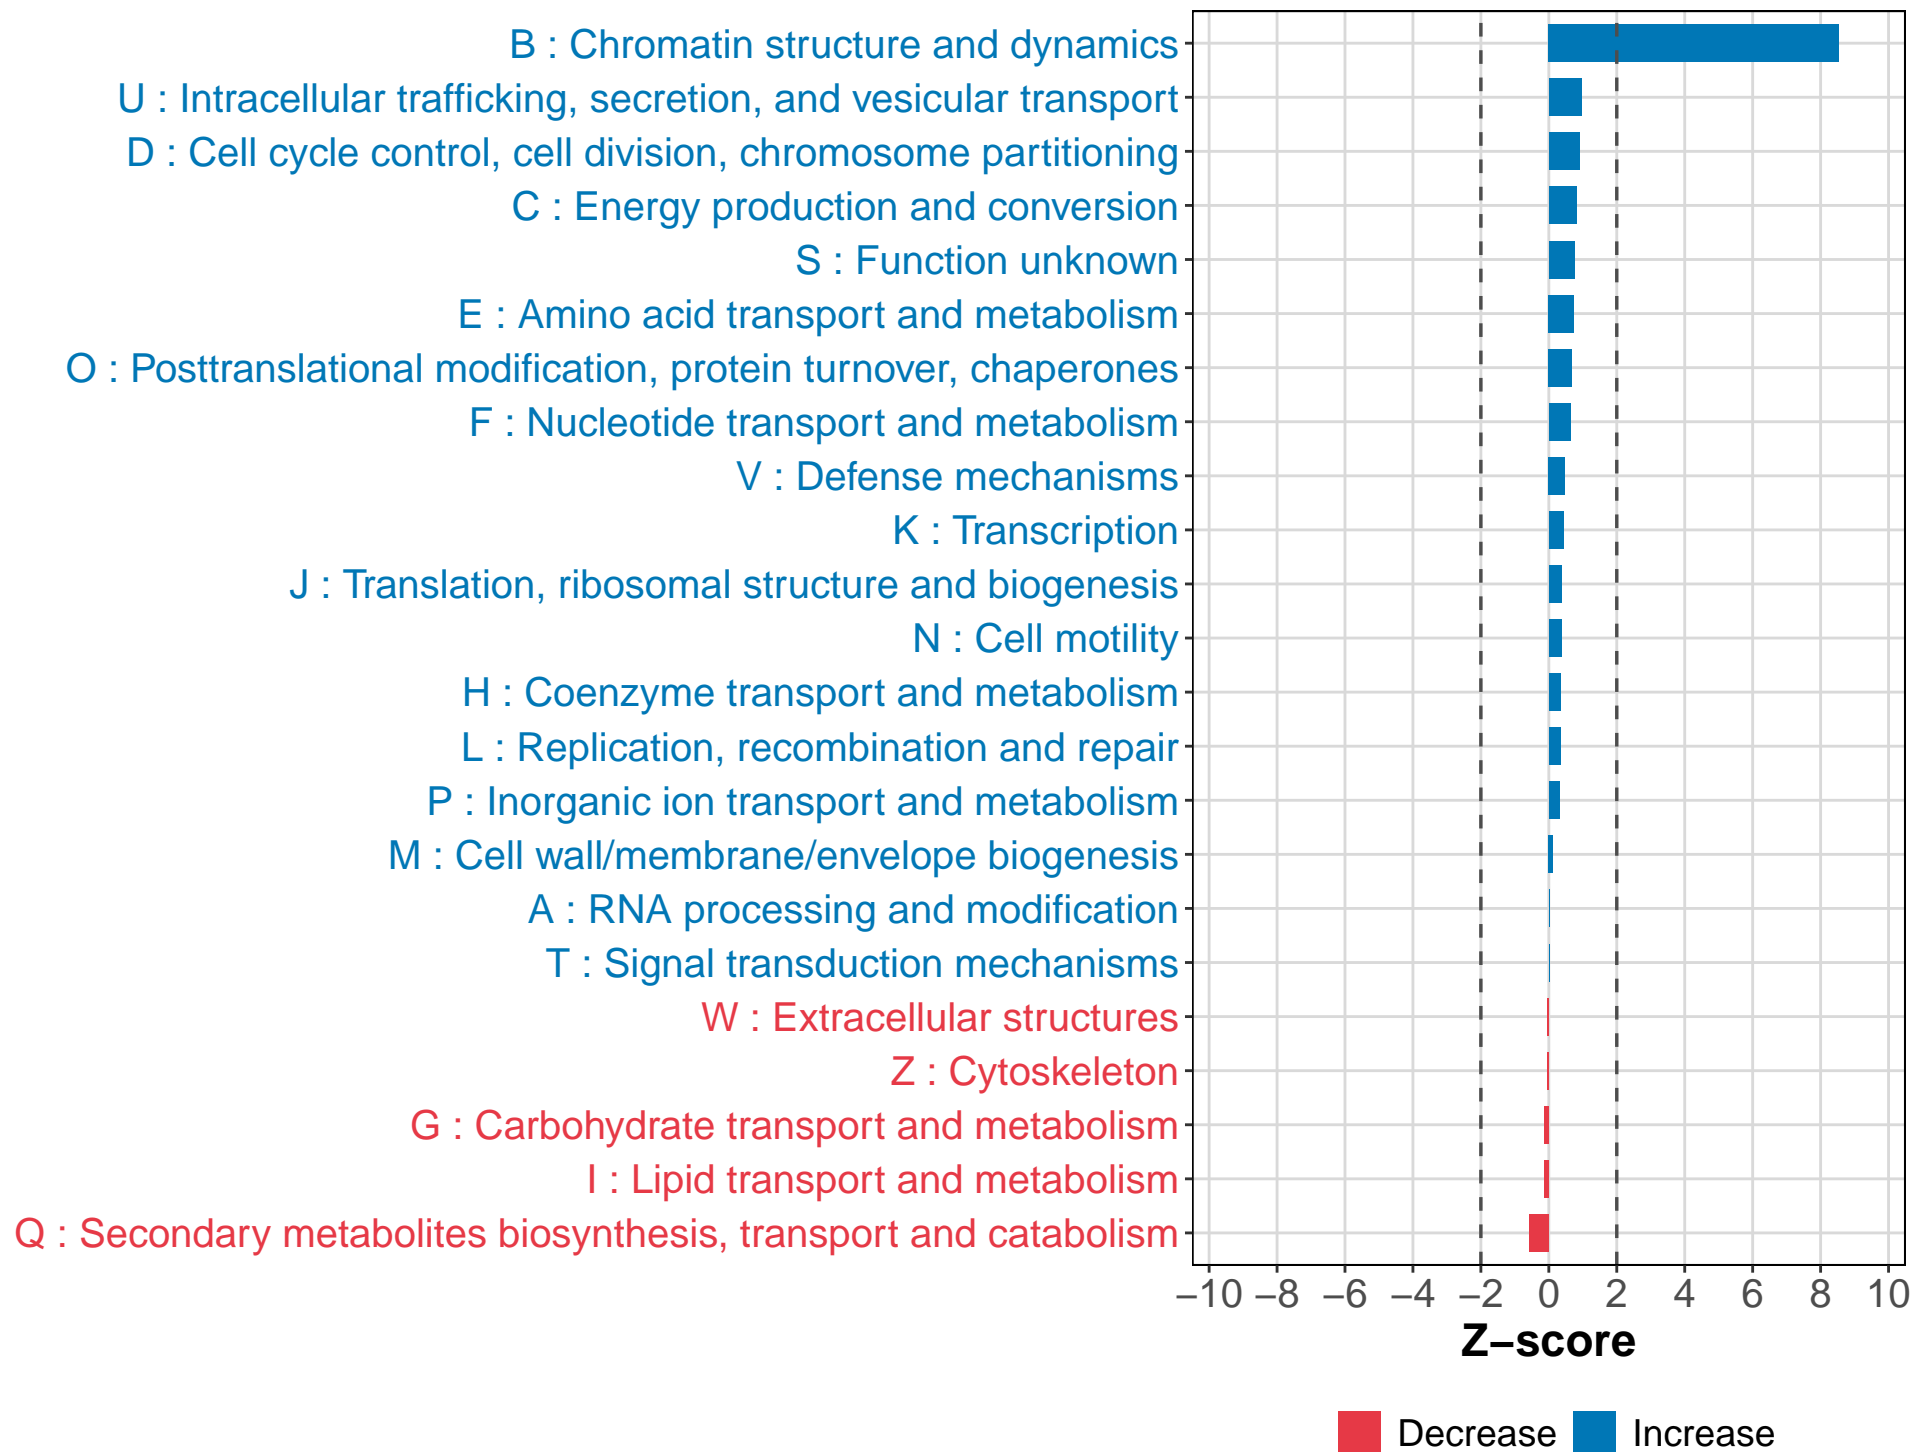 B : Chromatin structure and dynamics
U : Intracellular trafficking, secretion, and vesicular transport
D : Cell cycle control, cell division, chromosome partitioning
C : Energy production and conversion
S : Function unknown
E : Amino acid transport and metabolism
O : Posttranslational modification, protein turnover, chaperones
F : Nucleotide transport and metabolism
V : Defense mechanisms
K : Transcription
J : Translation, ribosomal structure and biogenesis
N : Cell motility
H : Coenzyme transport and metabolism
L : Replication, recombination and repair
P : Inorganic ion transport and metabolism
M : Cell wall/membrane/envelope biogenesis
A : RNA processing and modification
T : Signal transduction mechanisms
W : Extracellular structures
Z : Cytoskeleton
G : Carbohydrate transport and metabolism
I : Lipid transport and metabolism
Q : Secondary metabolites biosynthesis, transport and catabolism
−10 −8 −6 −4 −2 0 2 4 6 8 10
Z−score
Decrease Increase